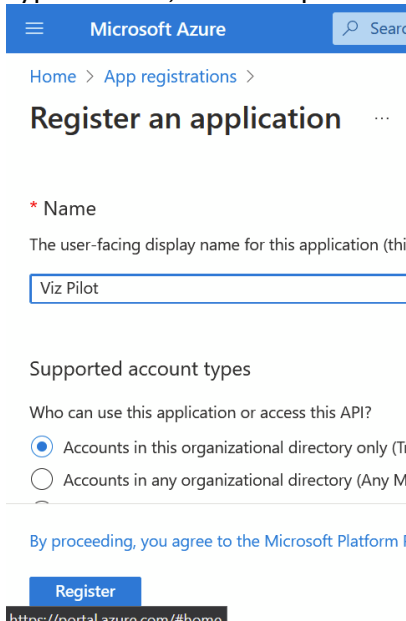 Microsoft Azure
Home > App registrations >
Register an application ...
* Name
The user-facing display name for this application (thi
Viz Pilot
Supported account types
Who can use this application or access this API?
Accounts in this organizational directory only (T
Accounts in any organizational directory (Any M
By proceeding, you agree to the Microsoft Platform
Register
https://portal.azure.com/#home